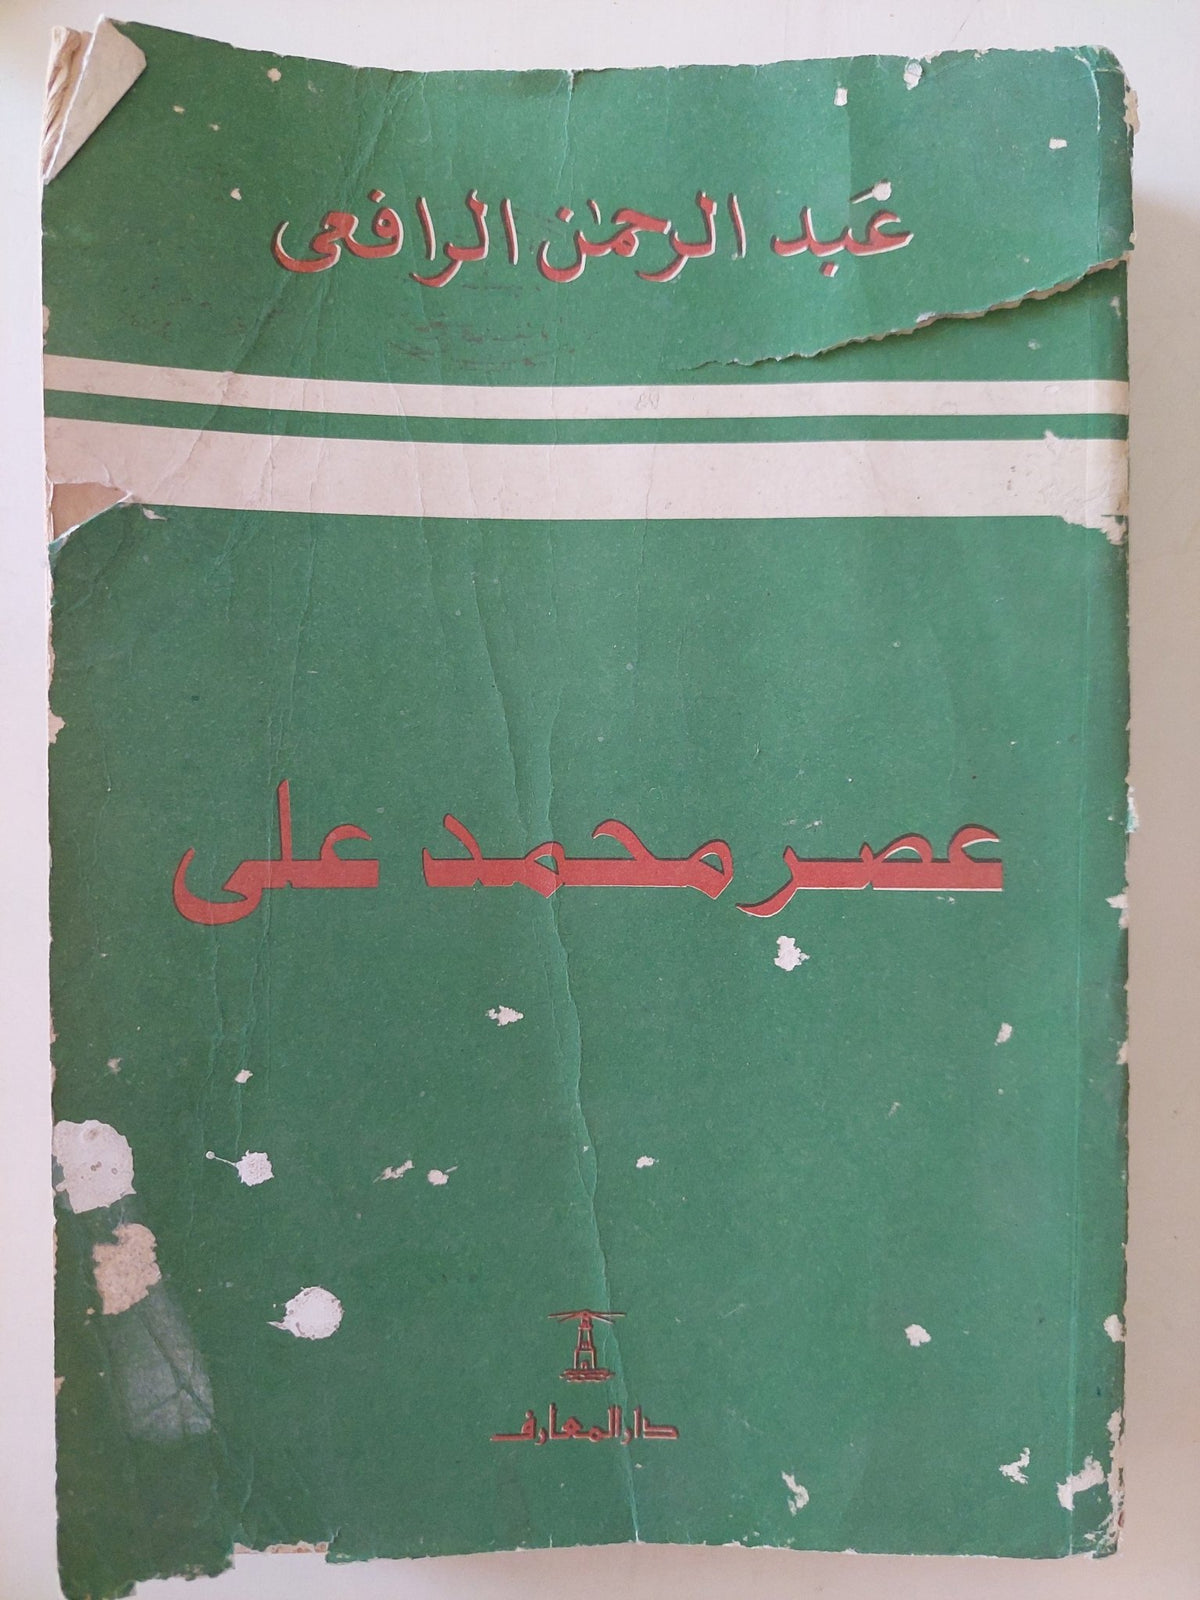 عبد الرحمن الرافعى
عصر محمد على
دار المعارف